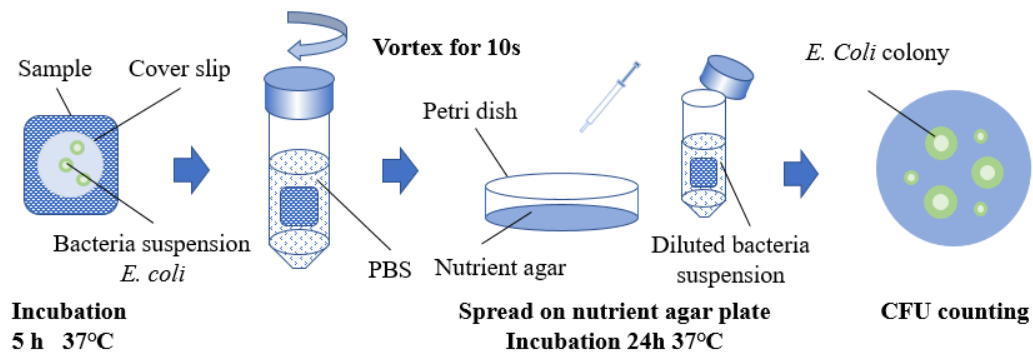 Sample
Cover slip
Bacteria suspension
E. coli
Incubation
5 h 37°C
Vortex for 10s
PBS
Petri dish
Nutrient agar
Diluted bacteria
suspension
Spread on nutrient agar plate
Incubation 24h 37°C
E. Coli colony
CFU counting